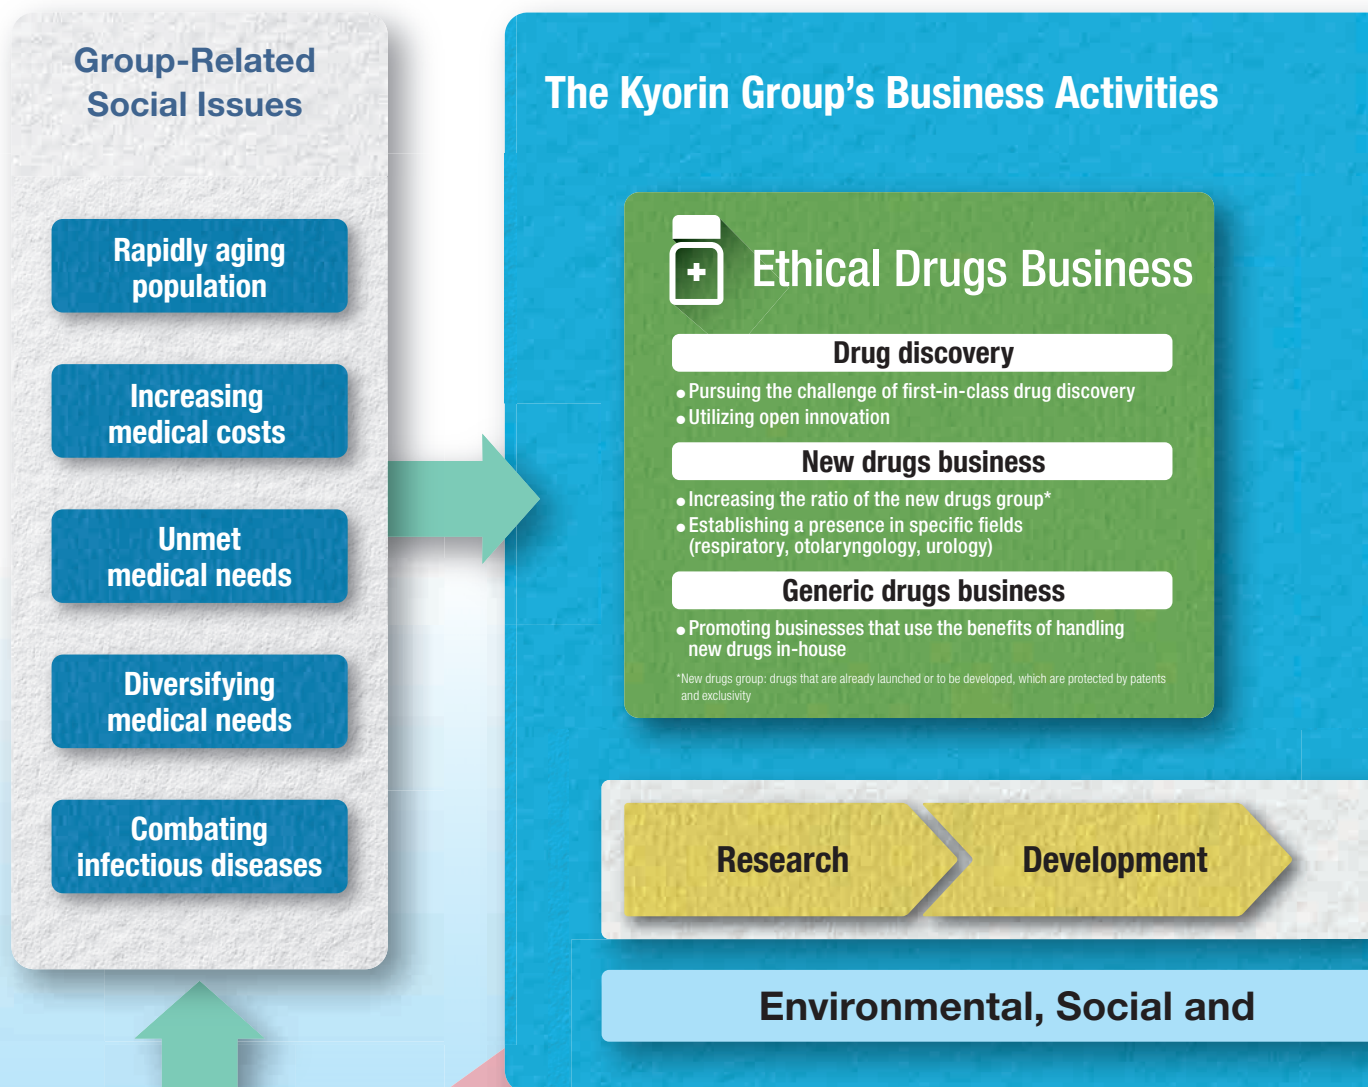 Group-Related
Social Issues
Rapidly aging
population
Increasing
medical costs
Unmet
medical needs
Diversifying
medical needs
Combating
infectious diseases
The Kyorin Group's Business Activities
Ethical Drugs Business
Drug discovery
●Pursuing the challenge of first-in-class drug discovery
●Utilizing open innovation
New drugs business
●Increasing the ratio of the new drugs group*
●Establishing a presence in specific fields
(respiratory, otolaryngology, urology)
Generic drugs business
●Promoting businesses that use the benefits of handling
new drugs in-house
*New drugs group: drugs that are already launched or to be developed, which are protected by patents
and exclusivity
Research
Development
Environmental, Social and